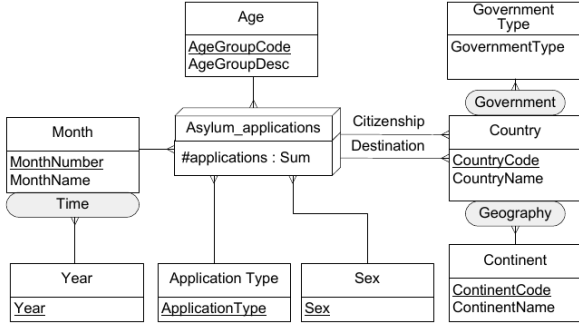 Age
AgeGroupCode
AgeGroupDesc
Government
Type
GovernmentType
Government
Month
MonthNumber
MonthName
Time
Asylum_applications
#applications : Sum
Citizenship
Destination
Country
CountryCode
CountryName
Geography
Year
Year
Application Type
ApplicationType
Sex
Sex
Continent
ContinentCode
ContinentName